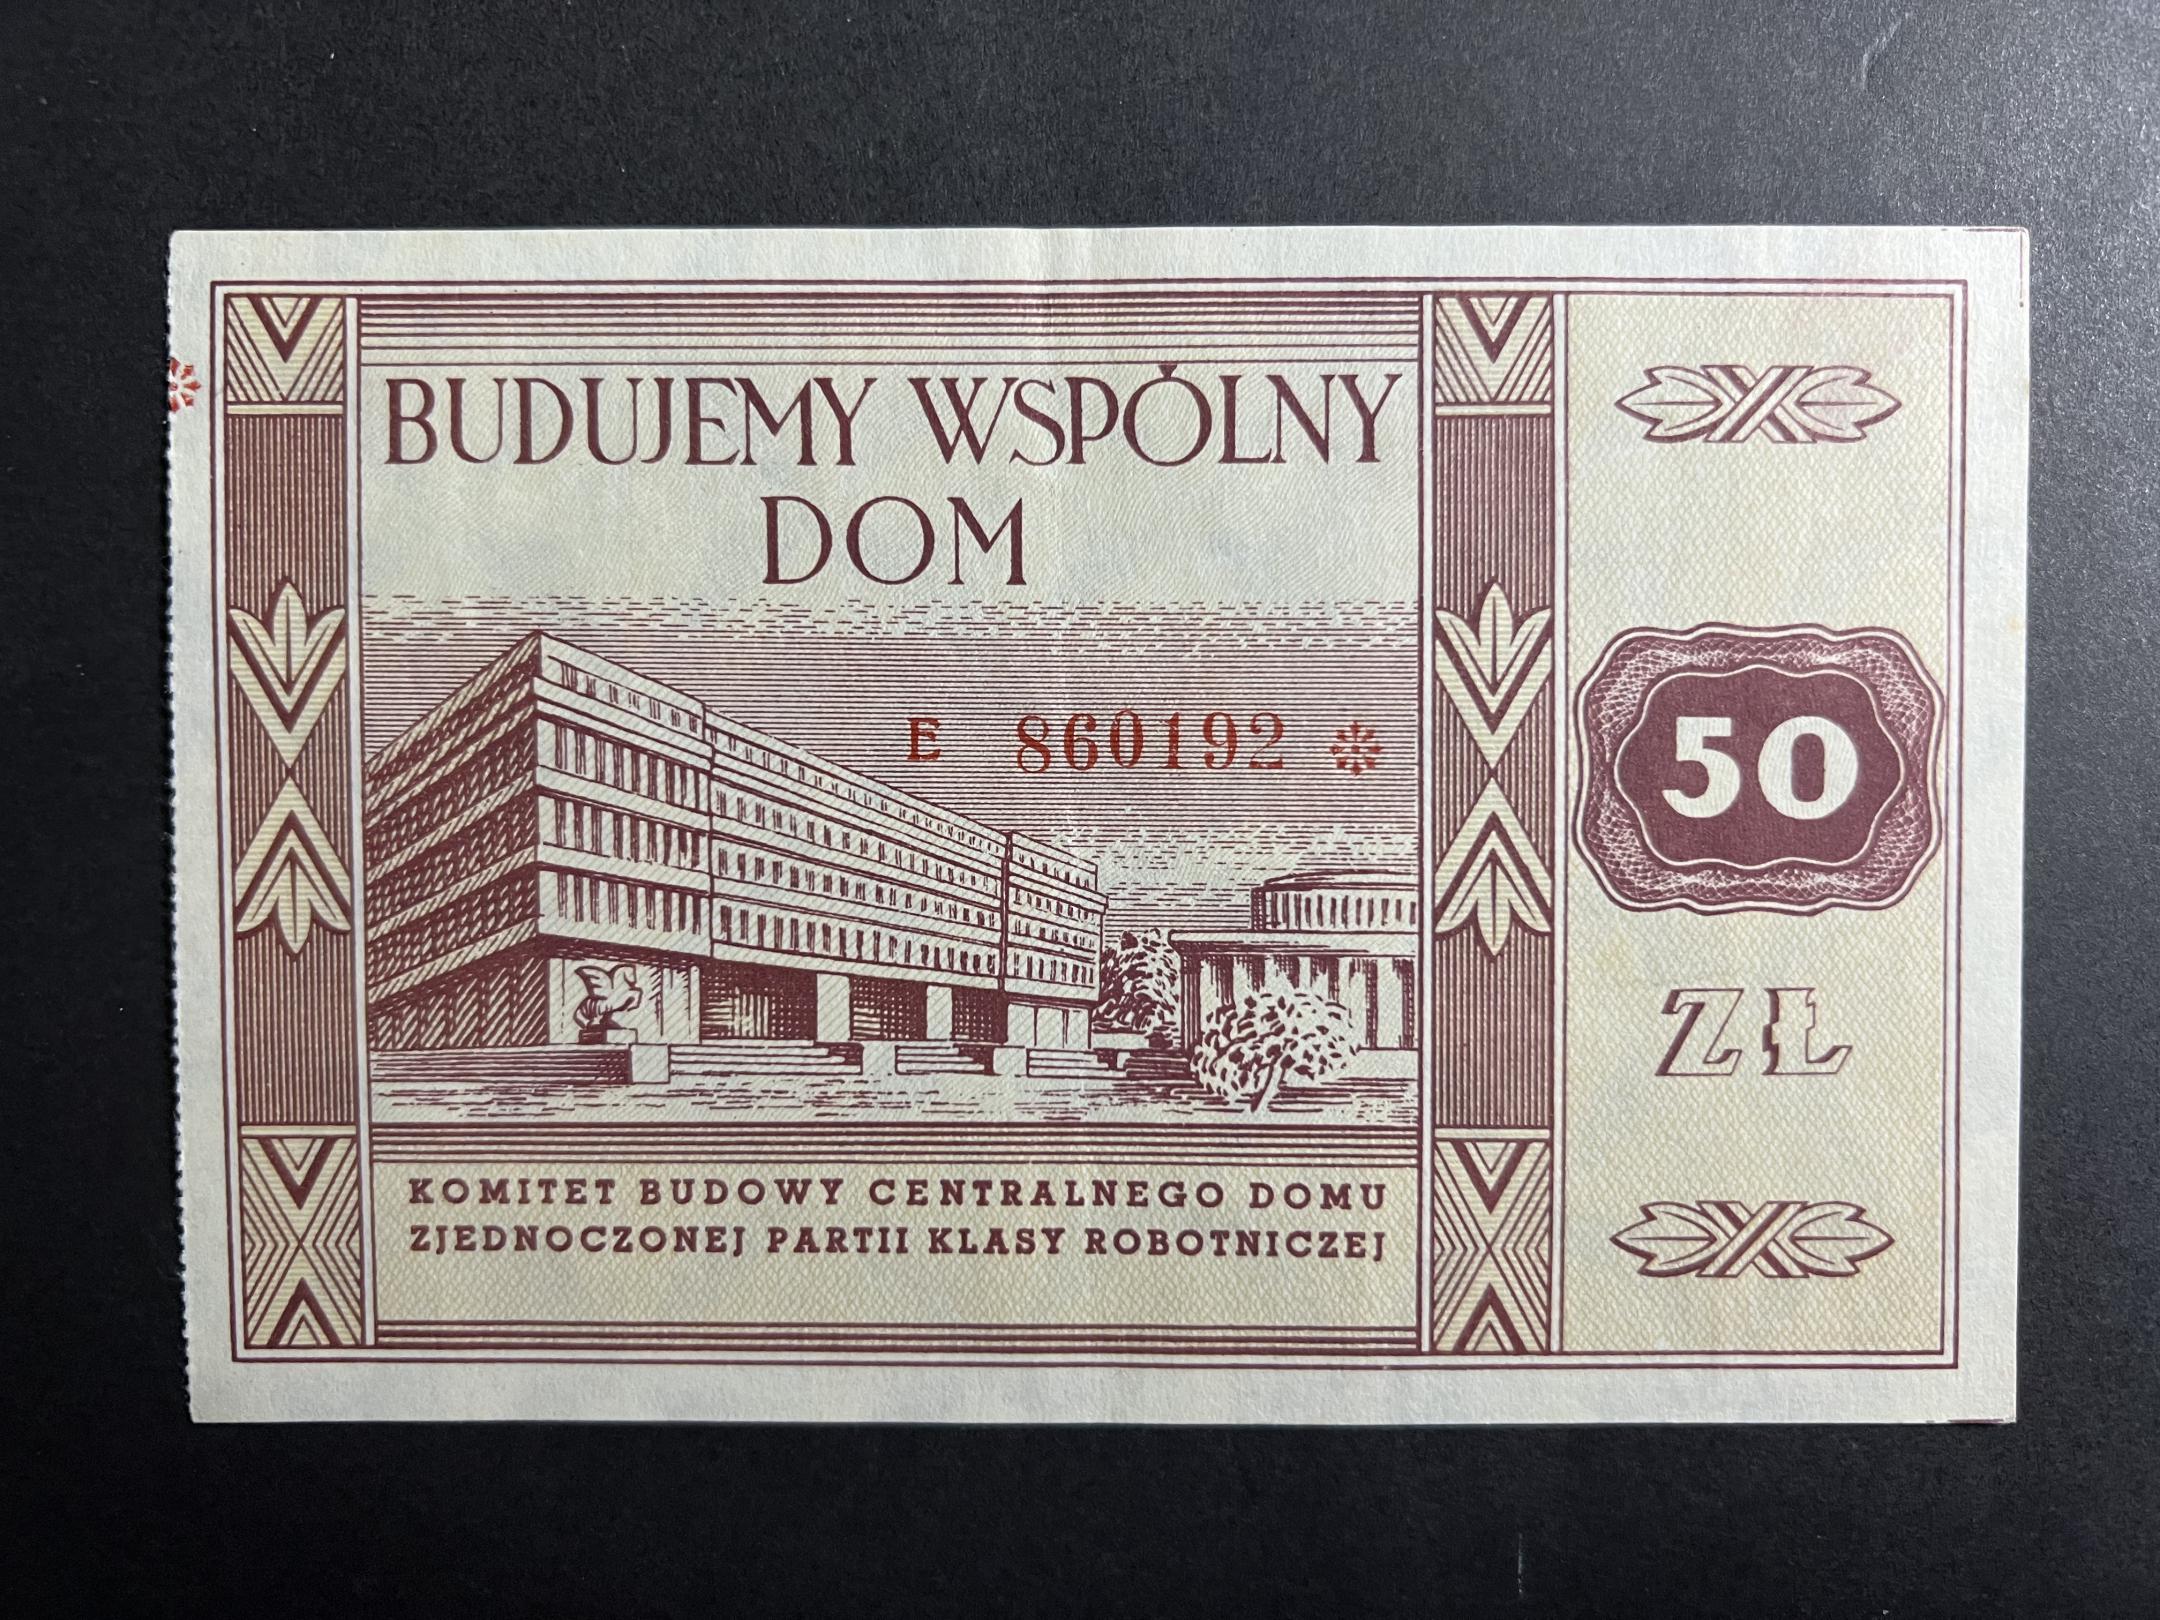 BUDUJEMY WSPÓLNY
DOM
E 860192
50
ZŁ
KOMITET BUDOWY CENTRALNEGO DOMU
ZJEDNOCZONEJ PARTII KLASY ROBOTNICZEJ